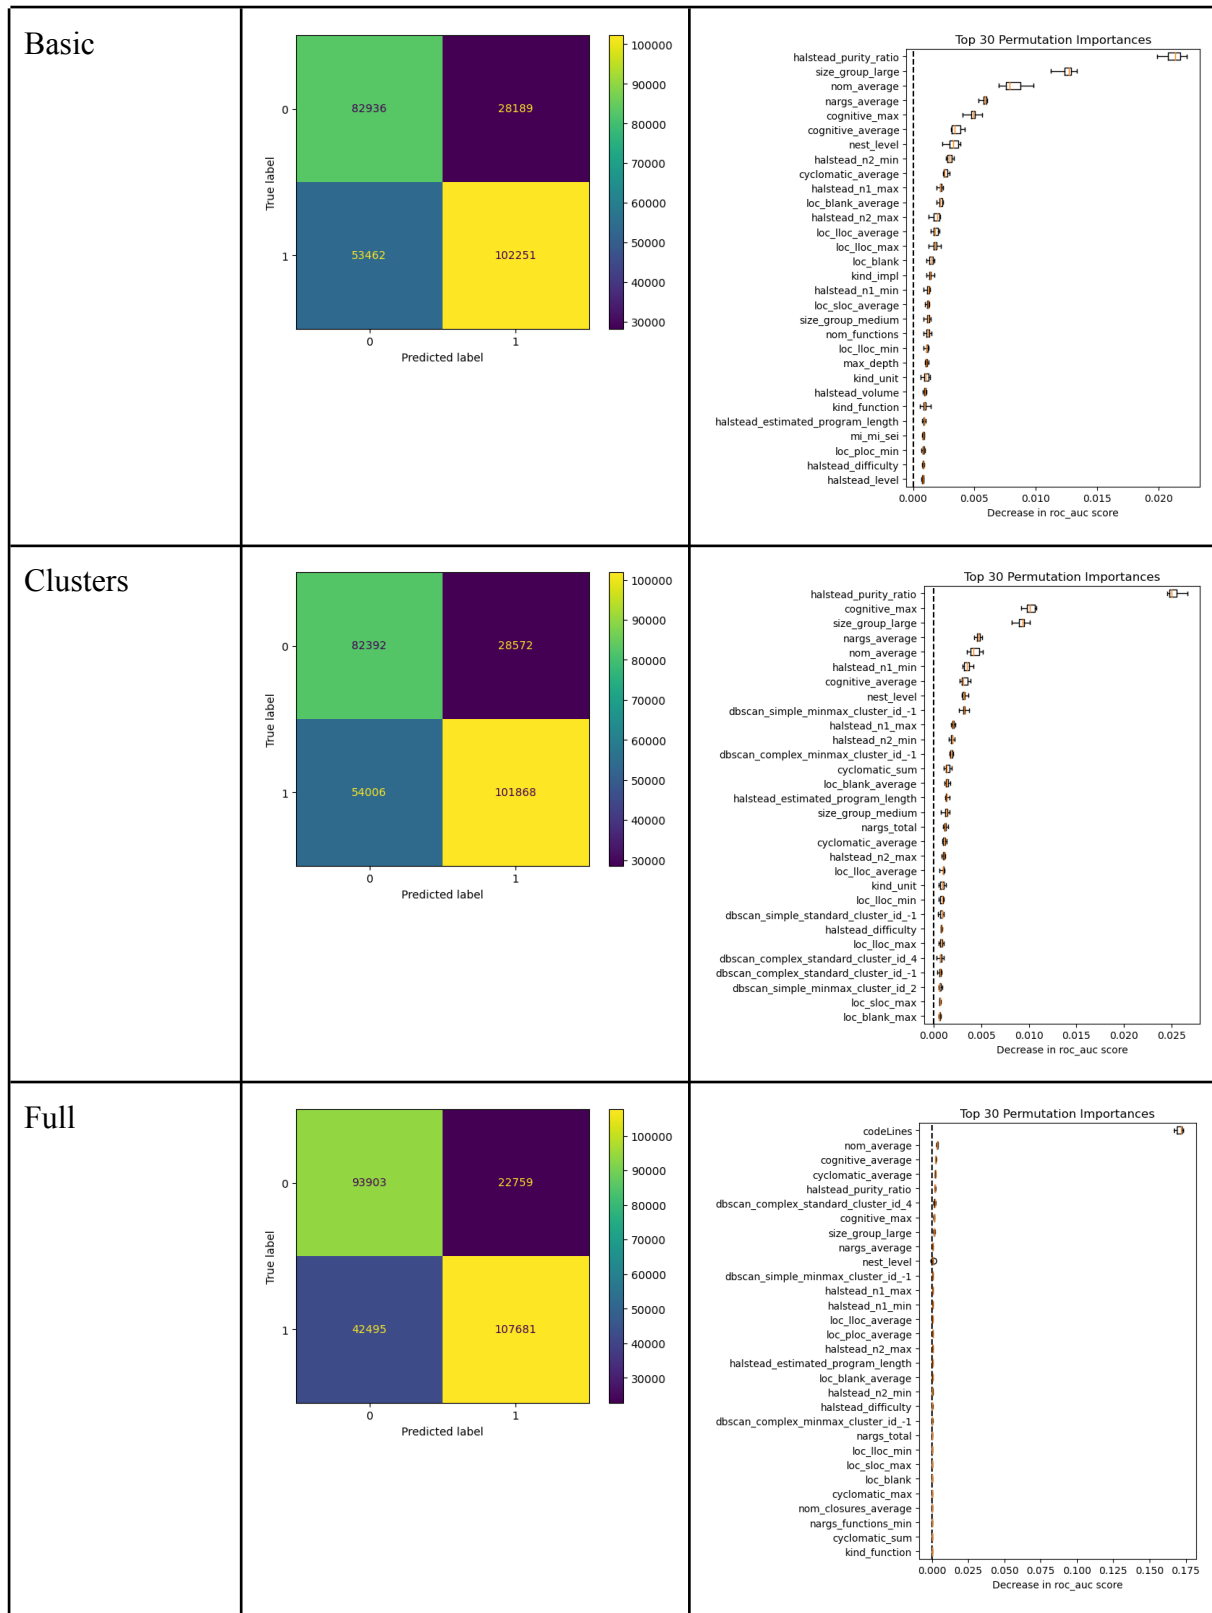 Basic
0
1
True label
82936
28189
53462
102251
0
1
Predicted label
100000
90000
80000
70000
60000
50000
40000
30000
Top 30 Permutation Importances
halstead_purity_ratio
size_group_large
nom_average
nargs_average
cognitive_max
cognitive_average
nest_level
halstead_n2_min
cyclomatic_average
halstead_n1_max
loc_blank_average
halstead_n2_max
loc_lloc_average
loc_lloc_max
loc_blank
kind_impl
halstead_n1_min
loc_sloc_average
size_group_medium
nom_functions
loc_lloc_min
max_depth
kind_unit
halstead_volume
kind_function
halstead_estimated_program_length
mi_mi_sei
loc_ploc_min
halstead_difficulty
halstead_level
0.000 0.005 0.010 0.015 0.020
Decrease in roc_auc score
Clusters
0
1
True label
82392
28572
54006
101868
0
1
Predicted label
100000
90000
80000
70000
60000
50000
40000
30000
Top 30 Permutation Importances
halstead_purity_ratio
cognitive_max
size_group_large
nargs_average
nom_average
halstead_n1_min
cognitive_average
nest_level
dbscan_simple_minmax_cluster_id_-1
halstead_n1_max
halstead_n2_min
dbscan_complex_minmax_cluster_id_-1
cyclomatic_sum
loc_blank_average
halstead_estimated_program_length
size_group_medium
nargs_total
cyclomatic_average
halstead_n2_max
loc_lloc_average
kind_unit
loc_lloc_min
dbscan_simple_standard_cluster_id_-1
halstead_difficulty
loc_lloc_max
dbscan_complex_standard_cluster_id_4
dbscan_complex_standard_cluster_id_-1
dbscan_simple_minmax_cluster_id_2
loc_sloc_max
loc_blank_max
0.000 0.005 0.010 0.015 0.020 0.025
Decrease in roc_auc score
Full
0
1
True label
93903
22759
42495
107681
0
1
Predicted label
100000
90000
80000
70000
60000
50000
40000
30000
Top 30 Permutation Importances
codeLines
nom_average
cognitive_average
cyclomatic_average
halstead_purity_ratio
dbscan_complex_standard_cluster_id_4
cognitive_max
size_group_large
nargs_average
nest_level
dbscan_simple_minmax_cluster_id_-1
halstead_n1_max
halstead_n1_min
loc_lloc_average
loc_ploc_average
halstead_n2_max
halstead_estimated_program_length
loc_blank_average
halstead_n2_min
halstead_difficulty
dbscan_complex_minmax_cluster_id_-1
nargs_total
loc_lloc_min
loc_sloc_max
loc_blank
cyclomatic_max
nom_closures_average
nargs_functions_min
cyclomatic_sum
kind_function
0.000 0.025 0.050 0.075 0.100 0.125 0.150 0.175
Decrease in roc_auc score